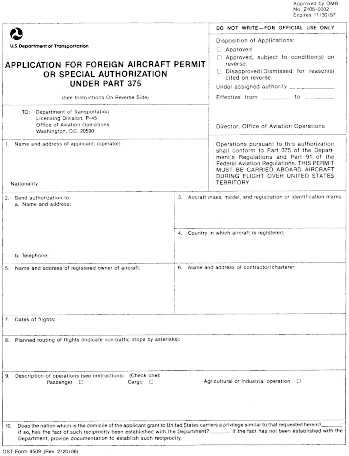 Approved by OMB
No. 2106-0002
Expires 11/30/87
U.S. Department of Transportation
APPLICATION FOR FOREIGN AIRCRAFT PERMIT
OR SPECIAL AUTHORIZATION
UNDER PART 375
(See Instructions On Reverse Side)
DO NOT WRITE—FOR OFFICIAL USE ONLY
Disposition of Applications:
Approved
Approved, subject to condition(s) on
reverse.
Disapproved/Dismissed for reason(s)
cited on reverse.
Under assigned authority
Effective from to
TO: Department of Transportation
Licensing Division, P-45
Office of Aviation Operations
Washington, DC, 20590
Director, Office of Aviation Operations
1. Name and address of applicant (operator)
Nationality:
Operations pursuant to this authorization
shall conform to Part 375 of the Depart-
ment's Regulations and Part 91 of the
Federal Aviation Regulations. THIS PERMIT
MUST BE CARRIED ABOARD AIRCRAFT
DURING FLIGHT OVER UNITED STATES
TERRITORY
2. Send authorization to:
a. Name and address:
b. Telephone:
3. Aircraft make, model, and registration or identification marks:
4. Country in which aircraft is registered:
5. Name and address of registered owner of aircraft:
6. Name and address of contractor/charterer:
7. Dates of flights:
8. Planned routing of flights (indicate non-traffic stops by asterisks):
9. Description of operations (see instructions) (Check one):
Passenger Cargo Agricultural or Industrial operation
10. Does the nation which is the domicile of the applicant grant to United States carriers a privilege similar to that requested herein?
If so, has the fact of such reciprocity been established with the Department? If the fact has not been established with the
Department, provide documentation to establish such reciprocity.
OST Form 4509 (Rev. 2120/86)